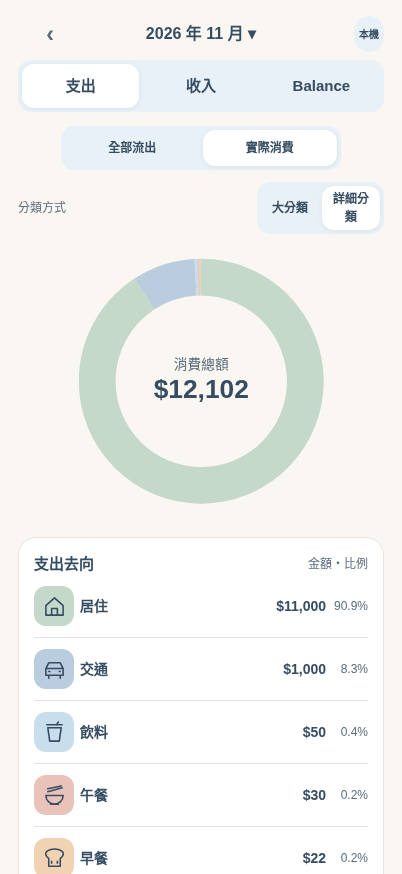 ‹ 2026 年 11 月 ▾ 本機
支出 收入 Balance
全部流出 實際消費
分類方式 大分類 詳細分
類
消費總額
$12,102
支出去向 金額・比例
居住 $11,000 90.9%
交通 $1,000 8.3%
飲料 $50 0.4%
午餐 $30 0.2%
早餐 $22 0.2%